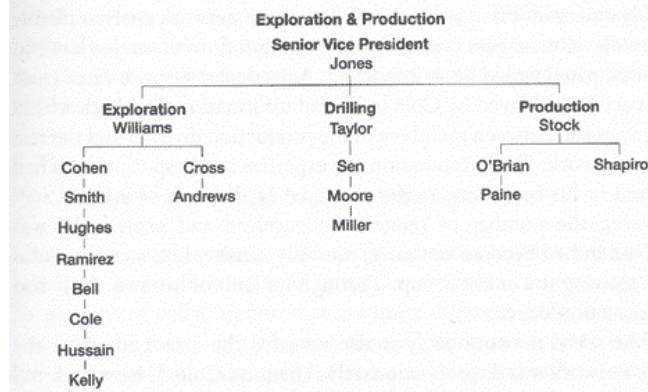 Exploration & Production
Senior Vice President
Jones
Exploration
Williams
Drilling
Taylor
Production
Stock
Cohen
Cross
Sen
O'Brian
Shapiro
Smith
Andrews
Moore
Paine
Hughes
Miller
Ramirez
Bell
Cole
Hussain
Kelly